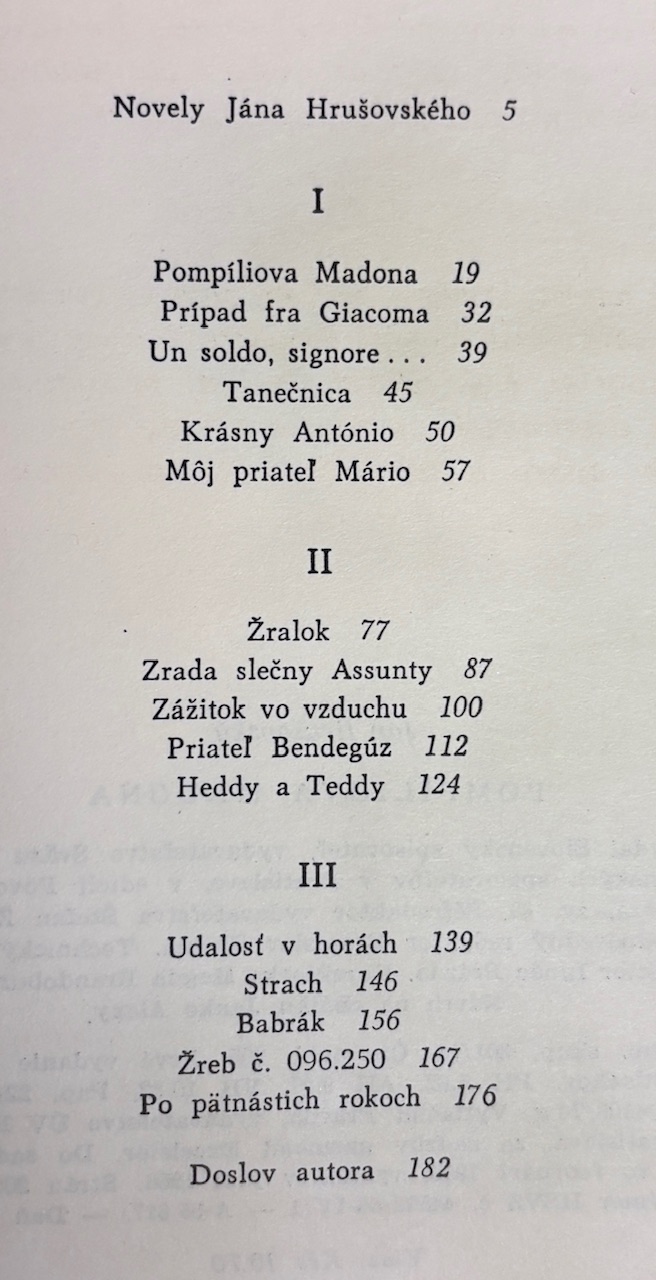 Novely Jána Hrušovského 5
I
Pompíliova Madona 19
Prípad fra Giacoma 32
Un soldo, signore . . . 39
Tanečnica 45
Krásny António 50
Môj priateľ Mário 57
II
Žralok 77
Zrada slečny Assunty 87
Zážitok vo vzduchu 100
Priateľ Bendegúz 112
Heddy a Teddy 124
III
Udalosť v horách 139
Strach 146
Babrák 156
Žreb č. 096.250 167
Po pätnástich rokoch 176
Doslov autora 182